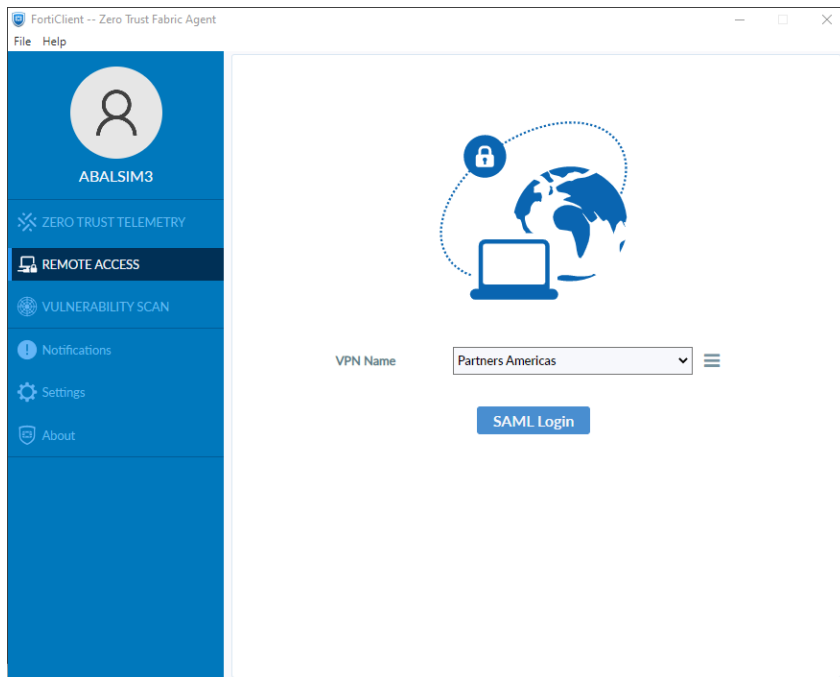 FortiClient -- Zero Trust Fabric Agent
File Help
ABALSIM3
ZERO TRUST TELEMETRY
REMOTE ACCESS
VULNERABILITY SCAN
Notifications
Settings
About
VPN Name Partners Americas
SAML Login